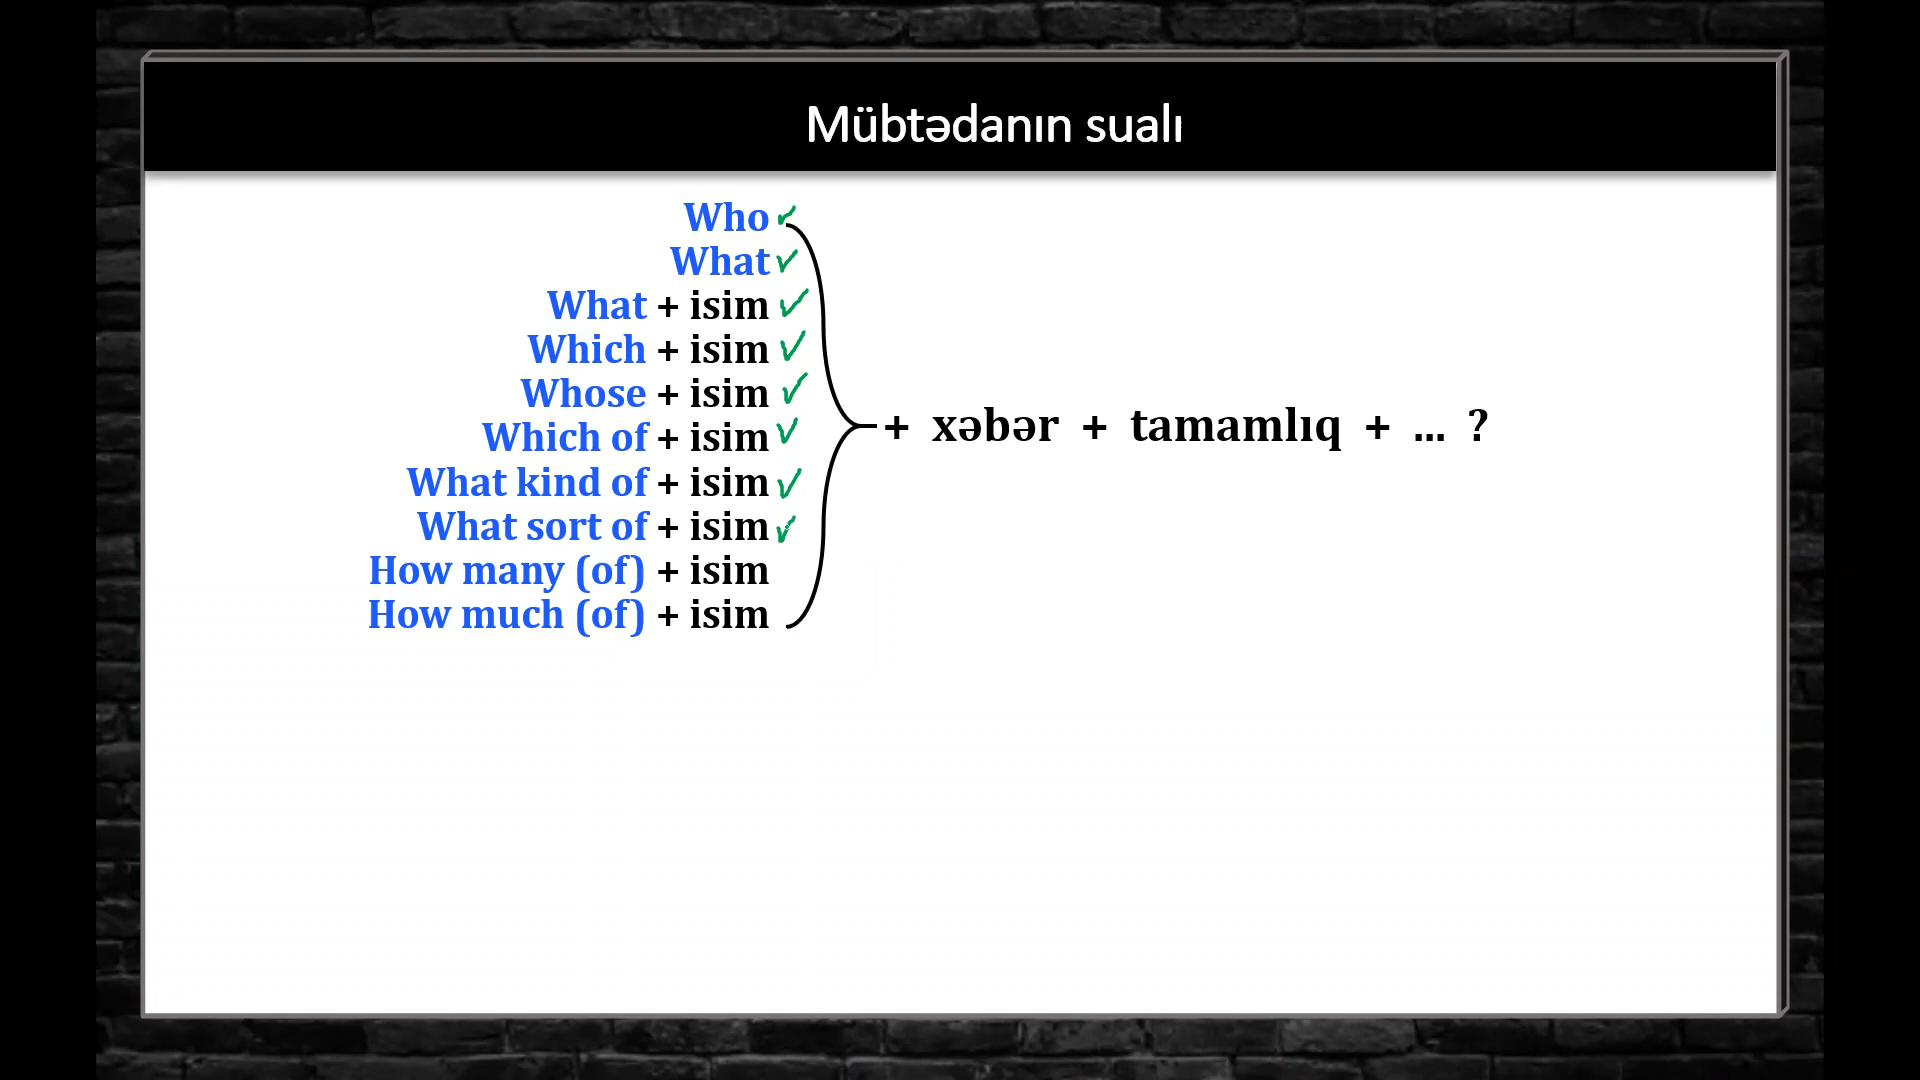 Mübtədanın sualı
Who ✓
What ✓
What + isim ✓
Which + isim ✓
Whose + isim ✓
Which of + isim ✓
What kind of + isim ✓
What sort of + isim ✓
How many (of) + isim
How much (of) + isim
+ xəbər + tamamlıq + ... ?